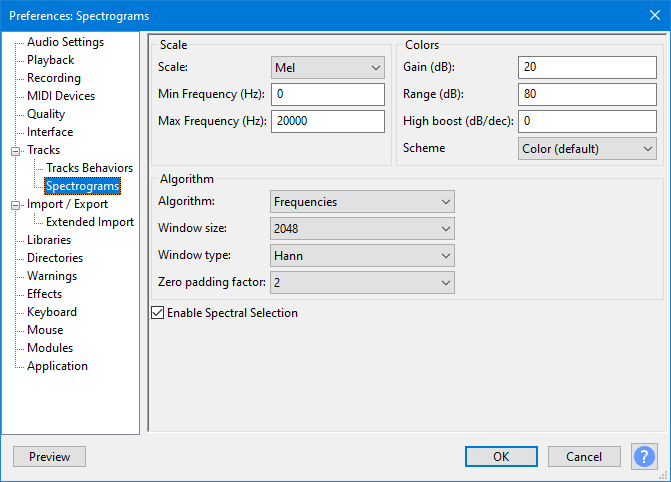 Preferences: Spectrograms
Audio Settings
Playback
Recording
MIDI Devices
Quality
Interface
Tracks
Tracks Behaviors
Spectrograms
Import / Export
Extended Import
Libraries
Directories
Warnings
Effects
Keyboard
Mouse
Modules
Application
Scale
Scale: Mel
Min Frequency (Hz): 0
Max Frequency (Hz): 20000
Colors
Gain (dB): 20
Range (dB): 80
High boost (dB/dec): 0
Scheme Color (default)
Algorithm
Algorithm: Frequencies
Window size: 2048
Window type: Hann
Zero padding factor: 2
Enable Spectral Selection
Preview OK Cancel ?